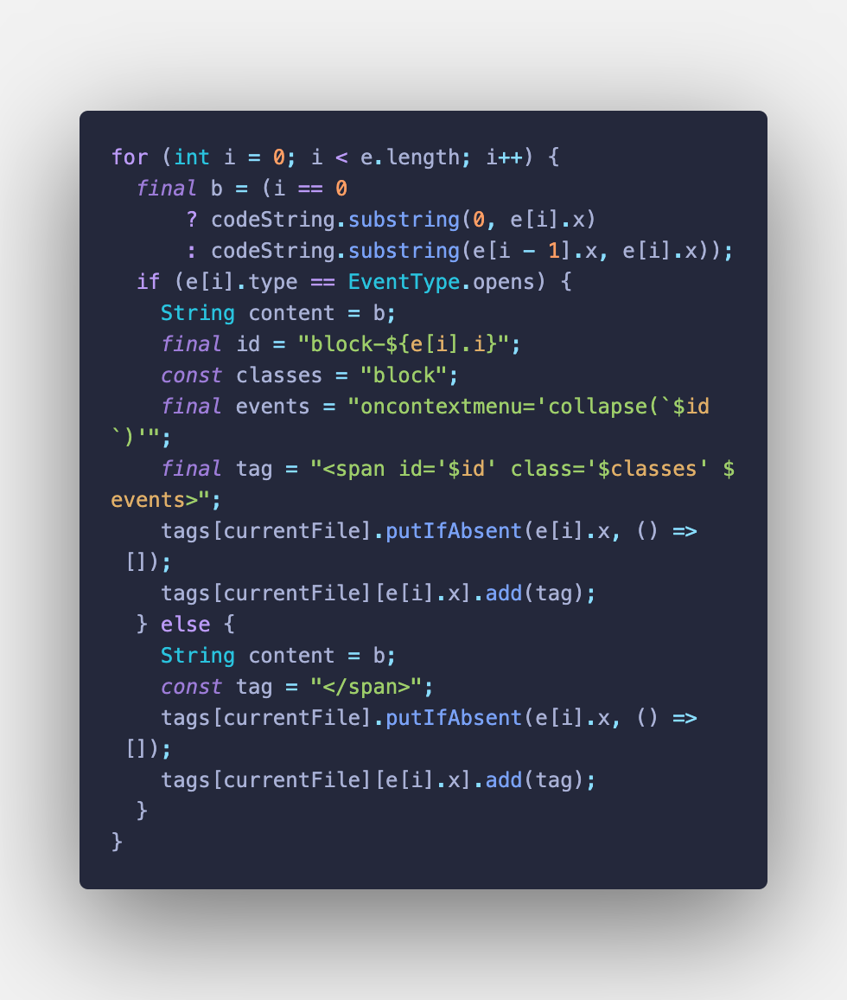 for (int i = 0; i < e.length; i++) {
  final b = (i == 0
      ? codeString.substring(0, e[i].x)
      : codeString.substring(e[i - 1].x, e[i].x));
  if (e[i].type == EventType.opens) {
    String content = b;
    final id = "block-${e[i].i}";
    const classes = "block";
    final events = "oncontextmenu='collapse(`$id
`)'";
    final tag = "<span id='$id' class='$classes' $
events>";
    tags[currentFile].putIfAbsent(e[i].x, () =>
 []);
    tags[currentFile][e[i].x].add(tag);
  } else {
    String content = b;
    const tag = "</span>";
    tags[currentFile].putIfAbsent(e[i].x, () =>
 []);
    tags[currentFile][e[i].x].add(tag);
  }
}